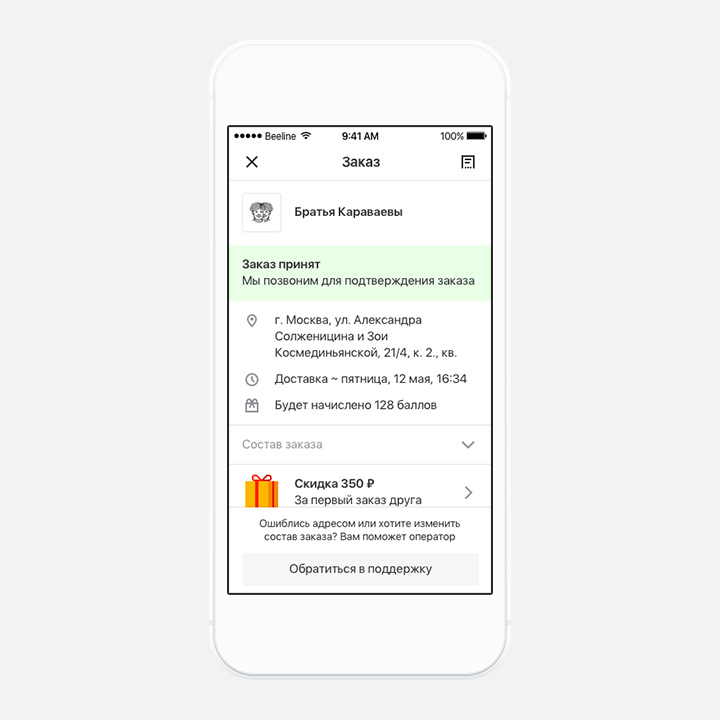 Beeline 9:41 AM 100%
Заказ
Братья Караваевы
Заказ принят
Мы позвоним для подтверждения заказа
г. Москва, ул. Александра
Солженицина и Зои
Космединьянской, 21/4, к. 2., кв.
Доставка ~ пятница, 12 мая, 16:34
Будет начислено 128 баллов
Состав заказа
Скидка 350 ₽
За первый заказ друга
Ошиблись адресом или хотите изменить
состав заказа? Вам поможет оператор
Обратиться в поддержку